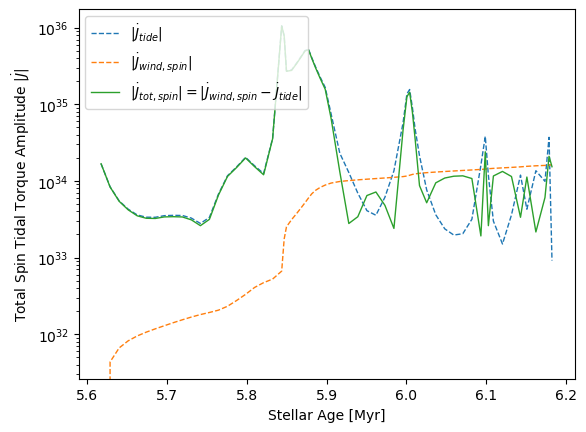 |J̇_tide|
|J̇_wind,spin|
|J̇_tot,spin| = |J̇_wind,spin − J̇_tide|
Total Spin Tidal Torque Amplitude |J̇|
10^36
10^35
10^34
10^33
10^32
5.6 5.7 5.8 5.9 6.0 6.1 6.2
Stellar Age [Myr]